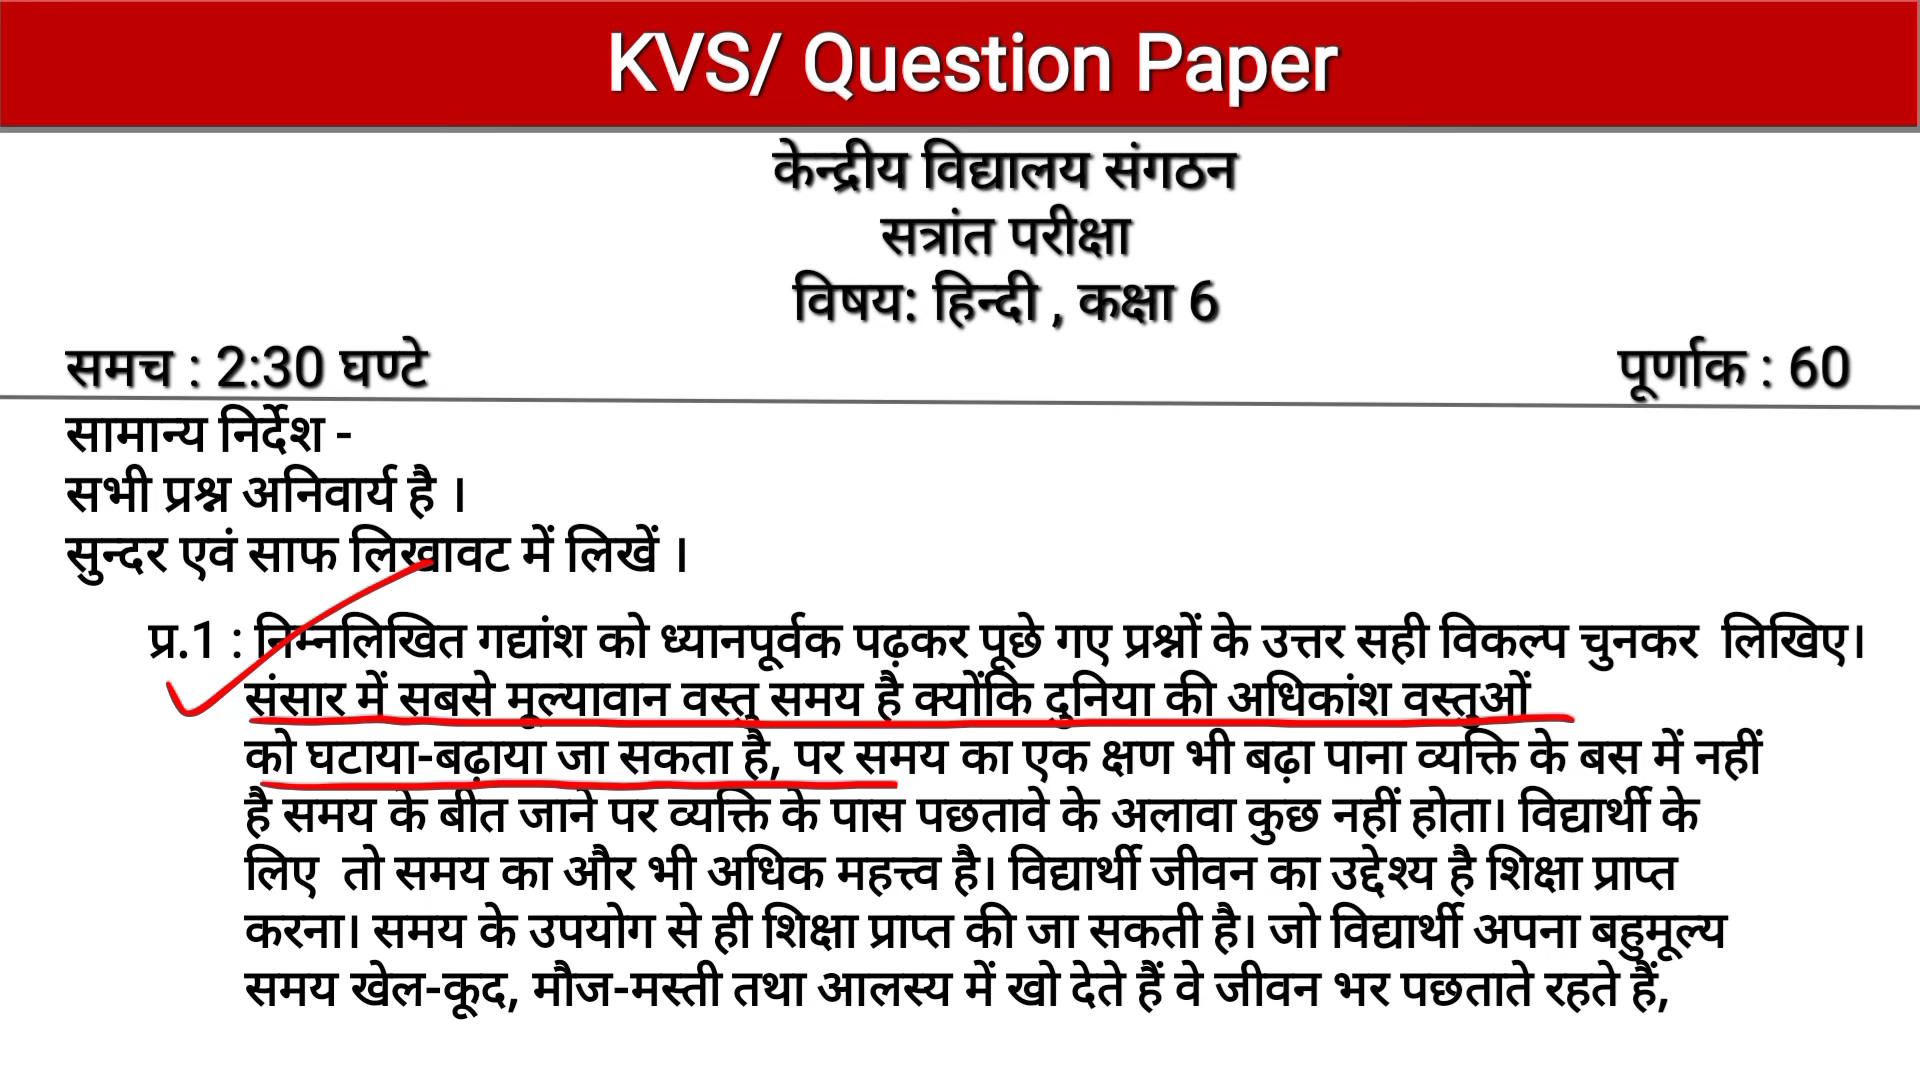 KVS/ Question Paper
केन्द्रीय विद्यालय संगठन
सत्रांत परीक्षा
विषय: हिन्दी , कक्षा 6
समच : 2:30 घण्टे पूर्णाक : 60
सामान्य निर्देश -
सभी प्रश्न अनिवार्य है ।
सुन्दर एवं साफ लिखावट में लिखें ।
प्र.1 : निम्नलिखित गद्यांश को ध्यानपूर्वक पढ़कर पूछे गए प्रश्नों के उत्तर सही विकल्प चुनकर लिखिए।
संसार में सबसे मूल्यावान वस्तु समय है क्योंकि दुनिया की अधिकांश वस्तुओं
को घटाया-बढ़ाया जा सकता है, पर समय का एक क्षण भी बढ़ा पाना व्यक्ति के बस में नहीं
है समय के बीत जाने पर व्यक्ति के पास पछतावे के अलावा कुछ नहीं होता। विद्यार्थी के
लिए तो समय का और भी अधिक महत्त्व है। विद्यार्थी जीवन का उद्देश्य है शिक्षा प्राप्त
करना। समय के उपयोग से ही शिक्षा प्राप्त की जा सकती है। जो विद्यार्थी अपना बहुमूल्य
समय खेल-कूद, मौज-मस्ती तथा आलस्य में खो देते हैं वे जीवन भर पछताते रहते हैं,